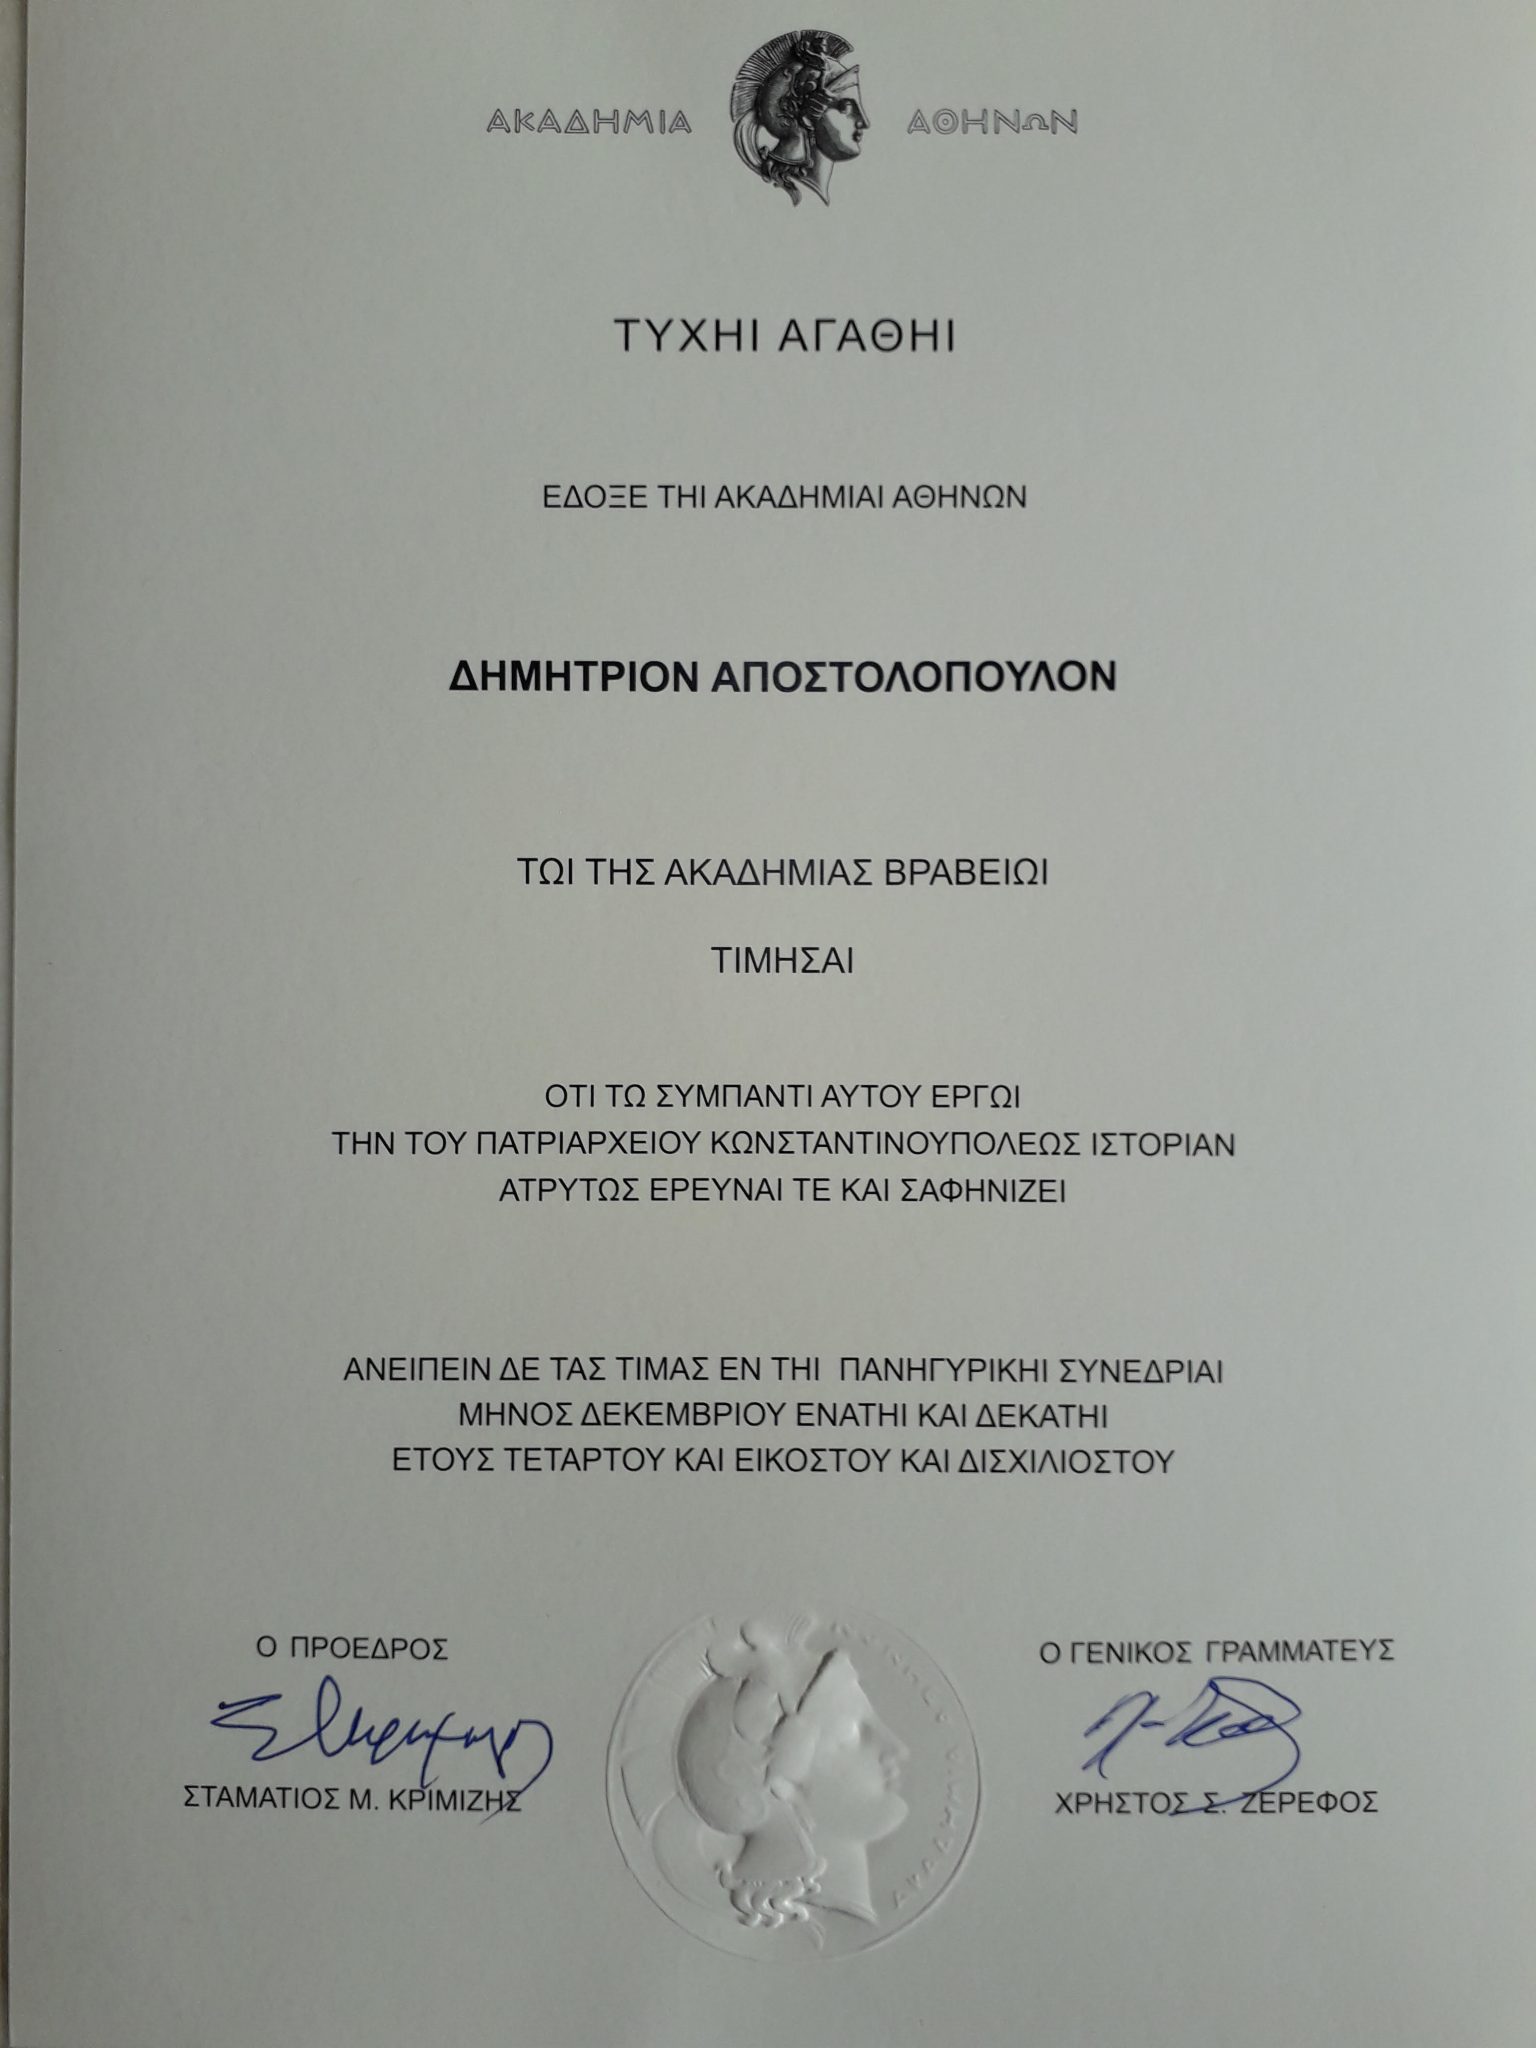 ΑΚΑΔΗΜΙΑ ΑΘΗΝΩΝ
ΤΥΧΗΙ ΑΓΑΘΗΙ
ΕΔΟΞΕ ΤΗΙ ΑΚΑΔΗΜΙΑΙ ΑΘΗΝΩΝ
ΔΗΜΗΤΡΙΟΝ ΑΠΟΣΤΟΛΟΠΟΥΛΟΝ
ΤΩΙ ΤΗΣ ΑΚΑΔΗΜΙΑΣ ΒΡΑΒΕΙΩΙ
ΤΙΜΗΣΑΙ
ΟΤΙ ΤΩ ΣΥΜΠΑΝΤΙ ΑΥΤΟΥ ΕΡΓΩΙ
ΤΗΝ ΤΟΥ ΠΑΤΡΙΑΡΧΕΙΟΥ ΚΩΝΣΤΑΝΤΙΝΟΥΠΟΛΕΩΣ ΙΣΤΟΡΙΑΝ
ΑΤΡΥΤΩΣ ΕΡΕΥΝΑΙ ΤΕ ΚΑΙ ΣΑΦΗΝΙΖΕΙ
ΑΝΕΙΠΕΙΝ ΔΕ ΤΑΣ ΤΙΜΑΣ ΕΝ ΤΗΙ ΠΑΝΗΓΥΡΙΚΗΙ ΣΥΝΕΔΡΙΑΙ
ΜΗΝΟΣ ΔΕΚΕΜΒΡΙΟΥ ΕΝΑΤΗΙ ΚΑΙ ΔΕΚΑΤΗΙ
ΕΤΟΥΣ ΤΕΤΑΡΤΟΥ ΚΑΙ ΕΙΚΟΣΤΟΥ ΚΑΙ ΔΙΣΧΙΛΙΟΣΤΟΥ
Ο ΠΡΟΕΔΡΟΣ
ΣΤΑΜΑΤΙΟΣ Μ. ΚΡΙΜΙΖΗΣ
Ο ΓΕΝΙΚΟΣ ΓΡΑΜΜΑΤΕΥΣ
ΧΡΗΣΤΟΣ Σ. ΖΕΡΕΦΟΣ
ΑΚΑΔΗΜΙΑ